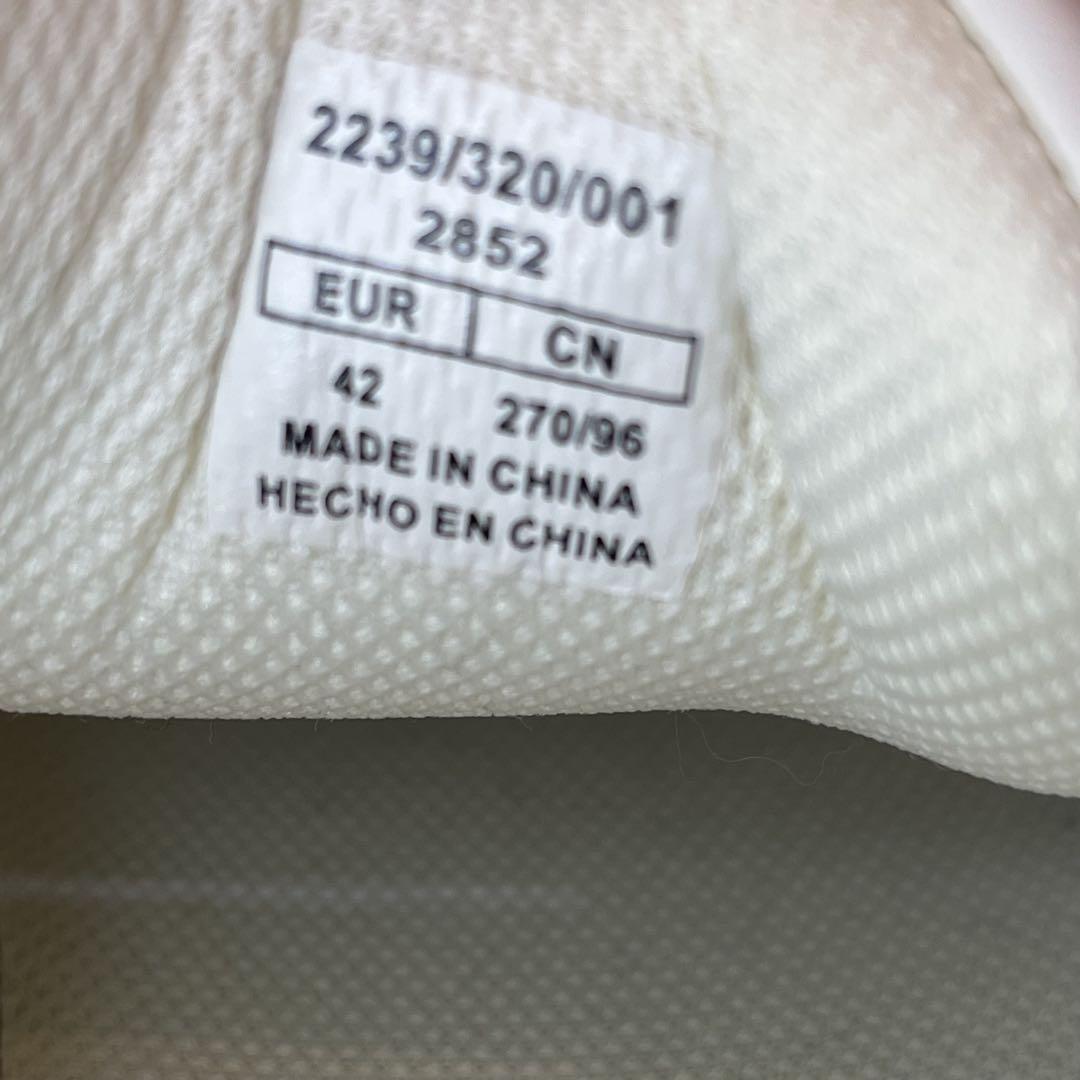 2239/320/001
2852
EUR CN
42 270/96
MADE IN CHINA
HECHO EN CHINA